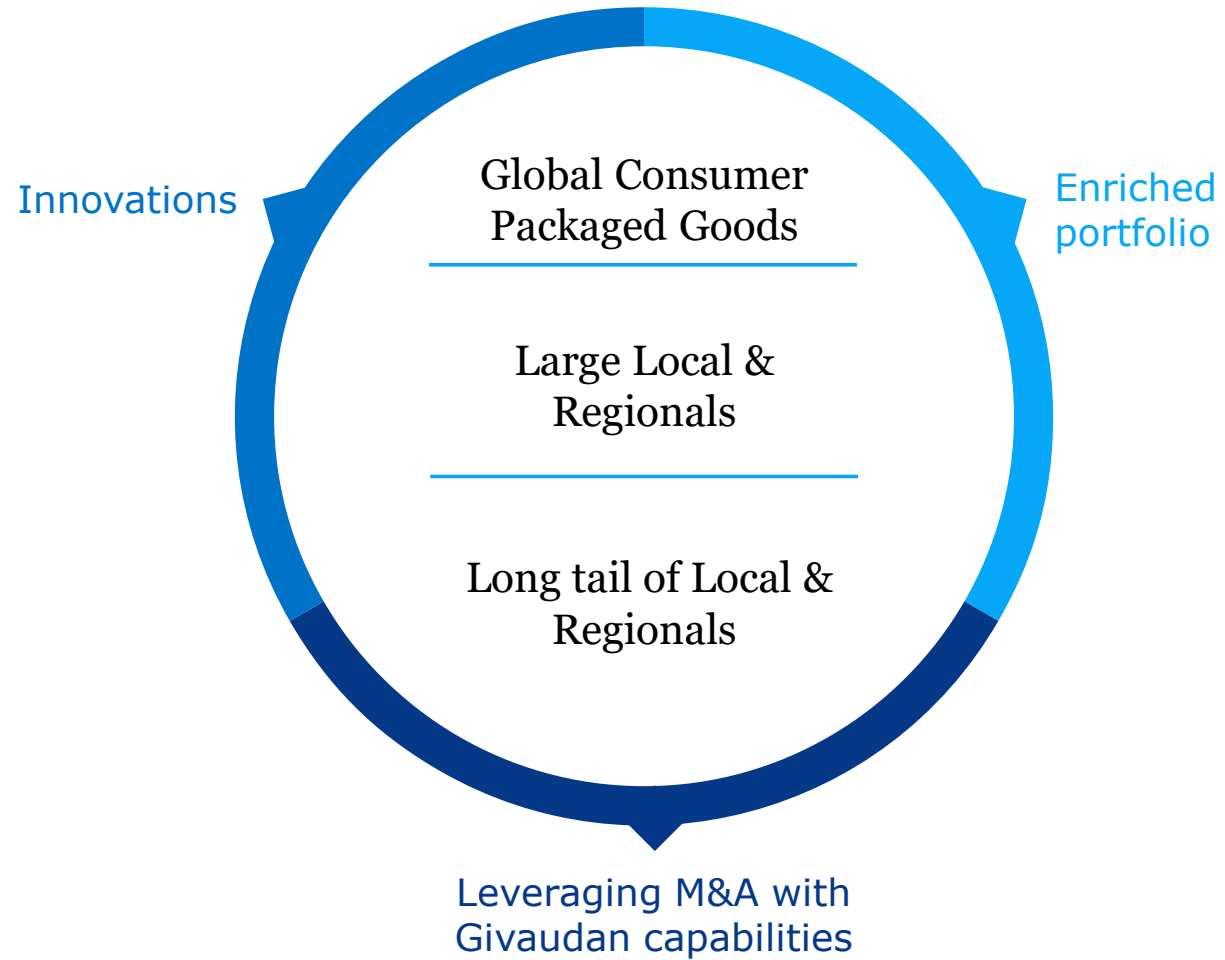 Innovations
Global Consumer
Packaged Goods
Enriched
portfolio
Large Local &
Regionals
Long tail of Local &
Regionals
Leveraging M&A with
Givaudan capabilities